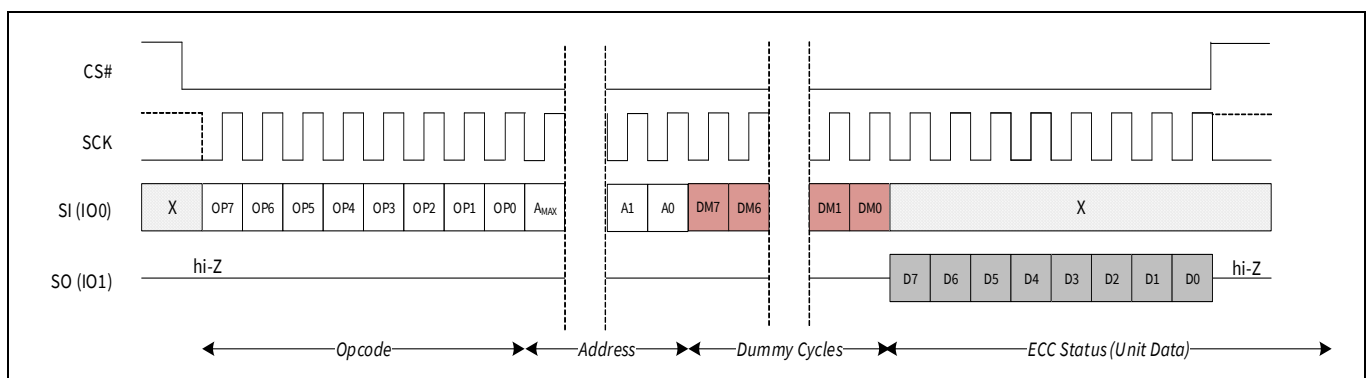 CS#
SCK
SI (IO0) X OP7 OP6 OP5 OP4 OP3 OP2 OP1 OP0 AMAX A1 A0 DM7 DM6 DM1 DM0 X
SO (IO1) hi-Z D7 D6 D5 D4 D3 D2 D1 D0 hi-Z
Opcode Address Dummy Cycles ECC Status (Unit Data)